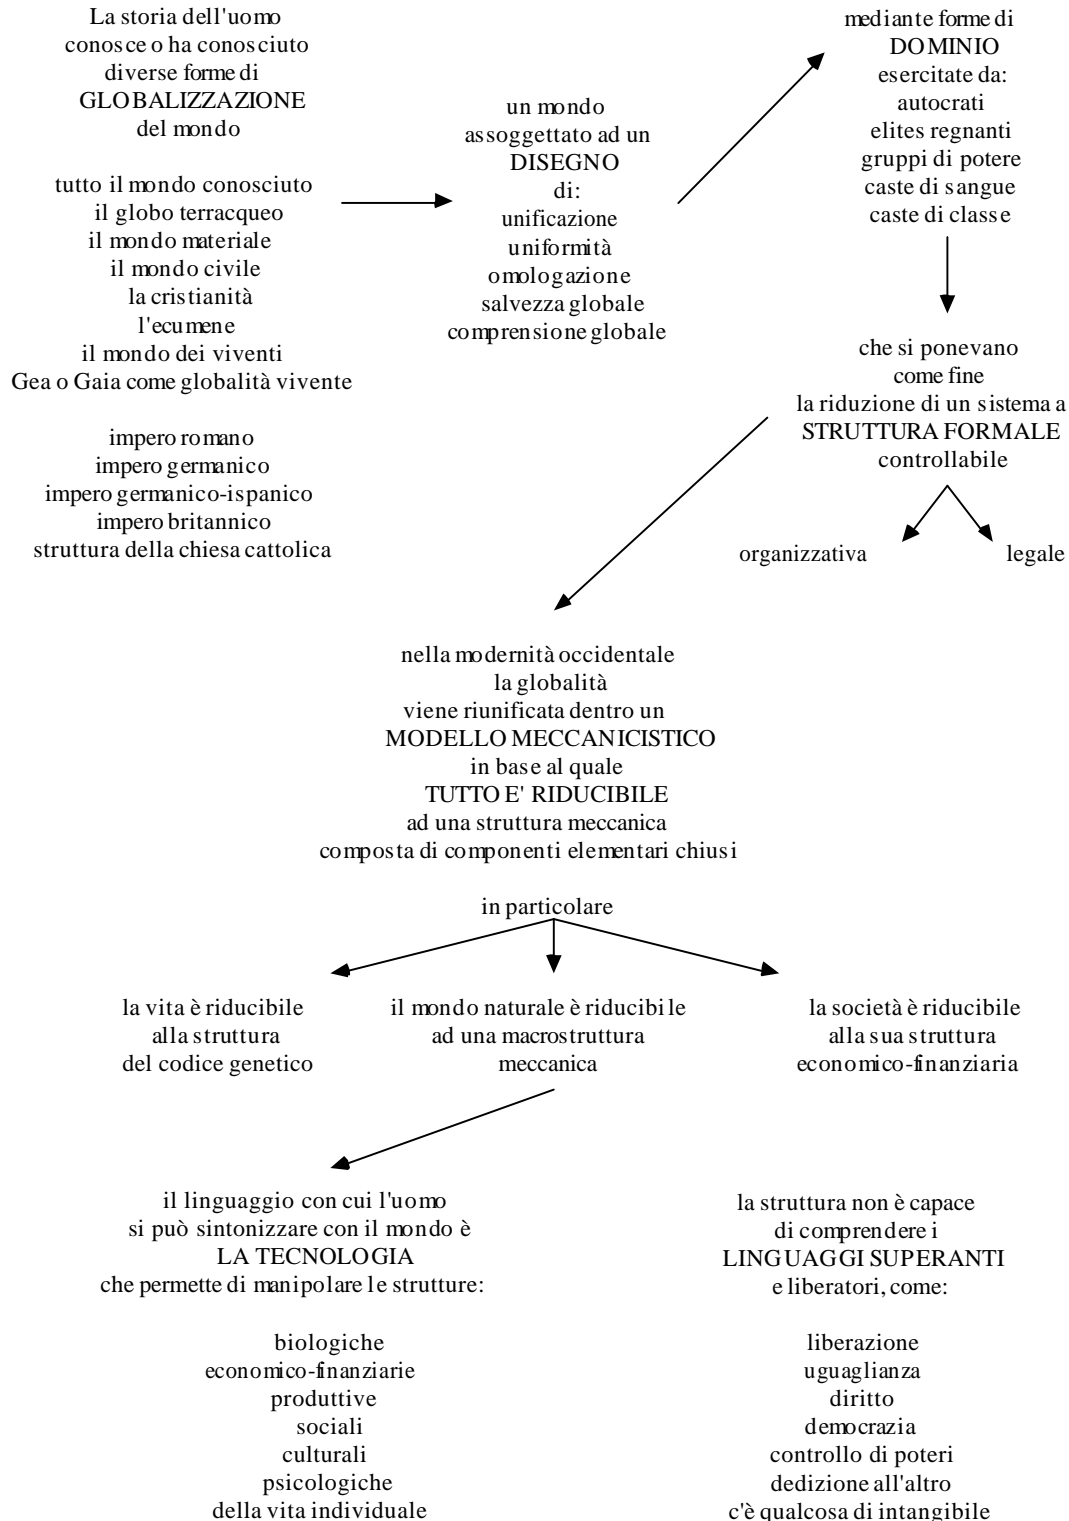 La storia dell'uomo
conosce o ha conosciuto
diverse forme di
GLOBALIZZAZIONE
del mondo
tutto il mondo conosciuto
il globo terracqueo
il mondo materiale
il mondo civile
la cristianità
l'ecumene
il mondo dei viventi
Gea o Gaia come globalità vivente
impero romano
impero germanico
impero germanico-ispanico
impero britannico
struttura della chiesa cattolica
un mondo
assoggettato ad un
DISEGNO
di:
unificazione
uniformità
omologazione
salvezza globale
comprensione globale
mediante forme di
DOMINIO
esercitate da:
autocrati
elites regnanti
gruppi di potere
caste di sangue
caste di classe
che si ponevano
come fine
la riduzione di un sistema a
STRUTTURA FORMALE
controllabile
organizzativa
legale
nella modernità occidentale
la globalità
viene riunificata dentro un
MODELLO MECCANICISTICO
in base al quale
TUTTO E' RIDUCIBILE
ad una struttura meccanica
composta di componenti elementari chiusi
in particolare
la vita è riducibile
alla struttura
del codice genetico
il mondo naturale è riducibile
ad una macrostruttura
meccanica
la società è riducibile
alla sua struttura
economico-finanziaria
il linguaggio con cui l'uomo
si può sintonizzare con il mondo è
LA TECNOLOGIA
che permette di manipolare le strutture:
biologiche
economico-finanziarie
produttive
sociali
culturali
psicologiche
della vita individuale
la struttura non è capace
di comprendere i
LINGUAGGI SUPERANTI
e liberatori, come:
liberazione
uguaglianza
diritto
democrazia
controllo di poteri
dedizione all'altro
c'è qualcosa di intangibile